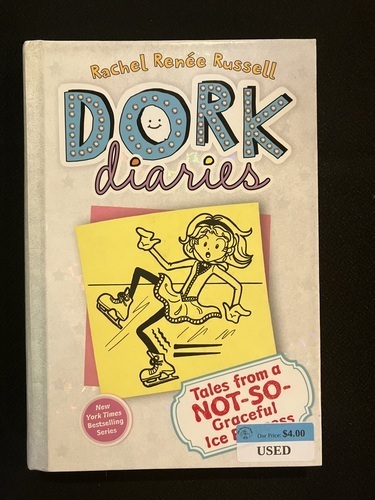 Rachel Renée Russell
DORK
diaries
Tales from a
NOT-SO-
Graceful
Ice
New
York Times
Bestselling
Series
Our Price: $4.00
USED